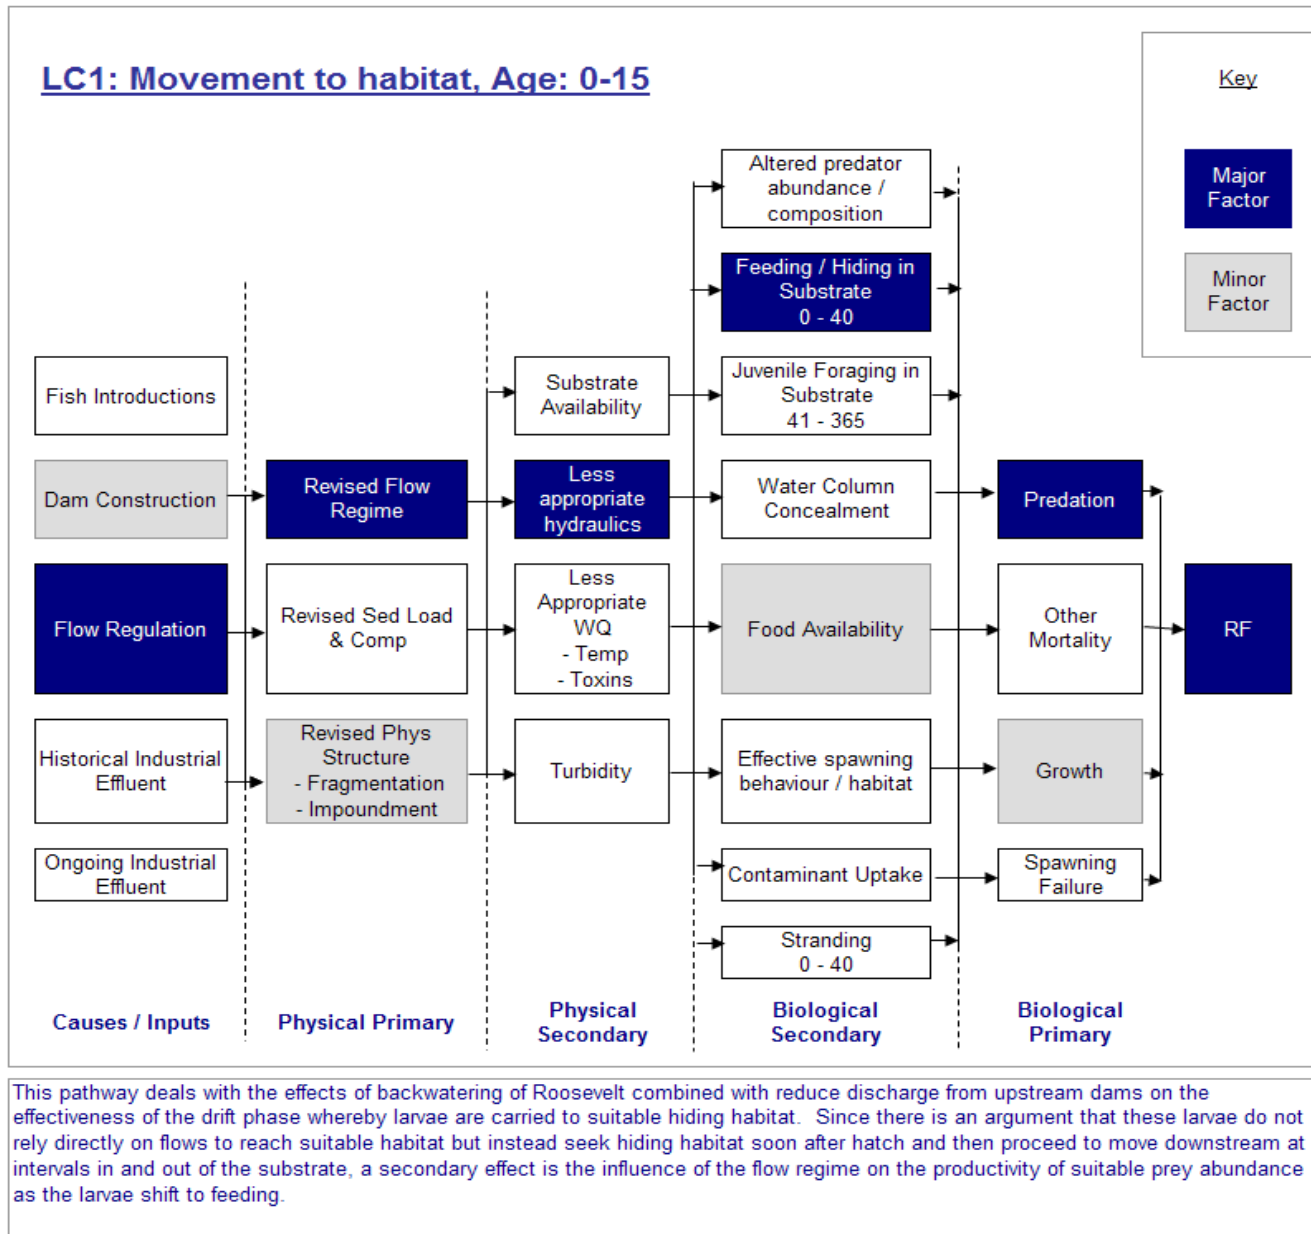 LC1: Movement to habitat, Age: 0-15
Key
Major
Factor
Minor
Factor
Fish Introductions
Dam Construction
Flow Regulation
Historical Industrial
Effluent
Ongoing Industrial
Effluent
Causes / Inputs
Revised Flow
Regime
Revised Sed Load
& Comp
Revised Phys
Structure
- Fragmentation
- Impoundment
Physical Primary
Substrate
Availability
Less
appropriate
hydraulics
Less
Appropriate
WQ
- Temp
- Toxins
Turbidity
Physical
Secondary
Altered predator
abundance /
composition
Feeding / Hiding in
Substrate
0 - 40
Juvenile Foraging in
Substrate
41 - 365
Water Column
Concealment
Food Availability
Effective spawning
behaviour / habitat
Contaminant Uptake
Stranding
0 - 40
Biological
Secondary
Predation
Other
Mortality
Growth
Spawning
Failure
Biological
Primary
RF
This pathway deals with the effects of backwatering of Roosevelt combined with reduce discharge from upstream dams on the
effectiveness of the drift phase whereby larvae are carried to suitable hiding habitat.  Since there is an argument that these larvae do not
rely directly on flows to reach suitable habitat but instead seek hiding habitat soon after hatch and then proceed to move downstream at
intervals in and out of the substrate, a secondary effect is the influence of the flow regime on the productivity of suitable prey abundance
as the larvae shift to feeding.